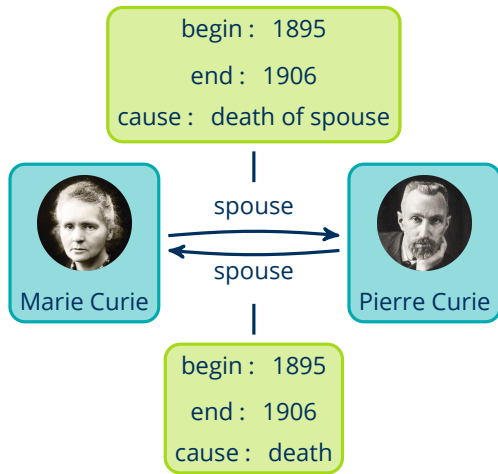 begin :  1895
end :  1906
cause :  death of spouse
spouse
Marie Curie
Pierre Curie
spouse
begin :  1895
end :  1906
cause :  death